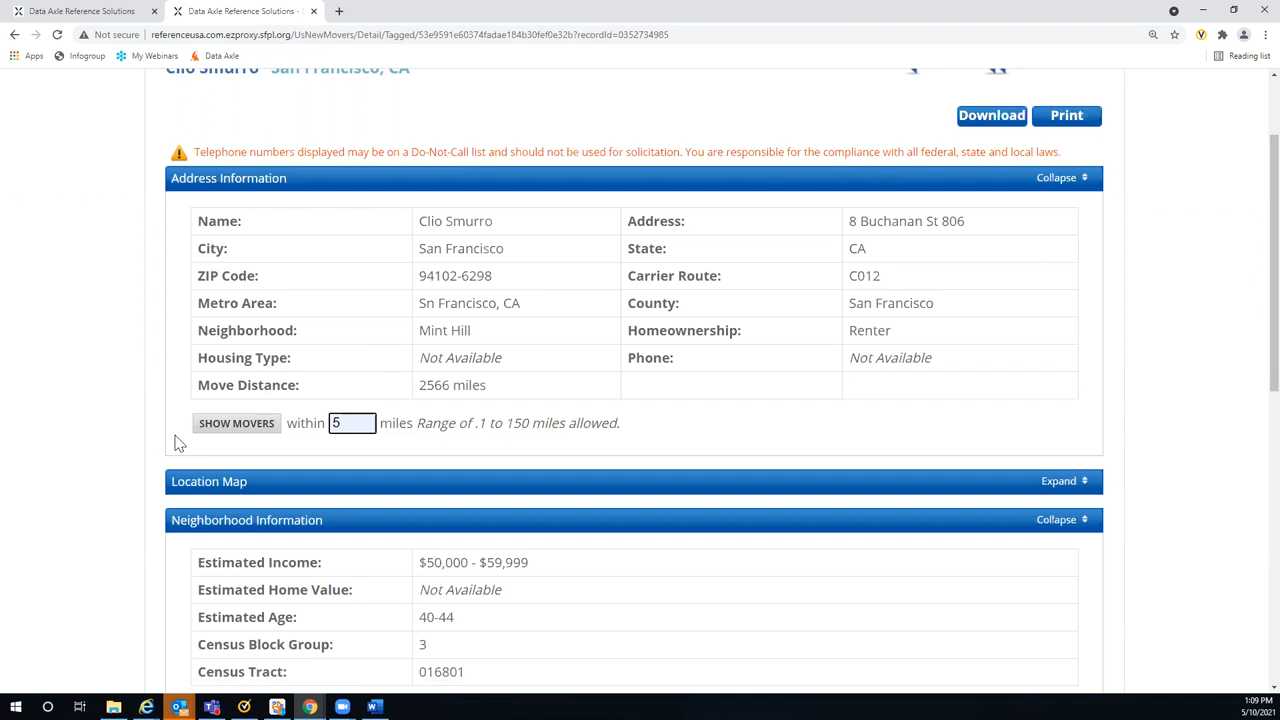 Data Axle Reference Solutions
Data Axle Reference Solutions -
Not secure referenceusa.com.ezproxy.sfpl.org/UsNewMovers/Detail/Tagged/53e9591e60374fadae184b30fef0e32b?recordId=0352734985
Apps Infogroup My Webinars Data Axle Reading list
Clio Smurro San Francisco, CA
Download Print
Telephone numbers displayed may be on a Do-Not-Call list and should not be used for solicitation. You are responsible for the compliance with all federal, state and local laws.
Address Information Collapse
Name: Clio Smurro Address: 8 Buchanan St 806
City: San Francisco State: CA
ZIP Code: 94102-6298 Carrier Route: C012
Metro Area: Sn Francisco, CA County: San Francisco
Neighborhood: Mint Hill Homeownership: Renter
Housing Type: Not Available Phone: Not Available
Move Distance: 2566 miles
SHOW MOVERS within 5 miles Range of .1 to 150 miles allowed.
Location Map Expand
Neighborhood Information Collapse
Estimated Income: $50,000 - $59,999
Estimated Home Value: Not Available
Estimated Age: 40-44
Census Block Group: 3
Census Tract: 016801
1:09 PM
5/10/2021